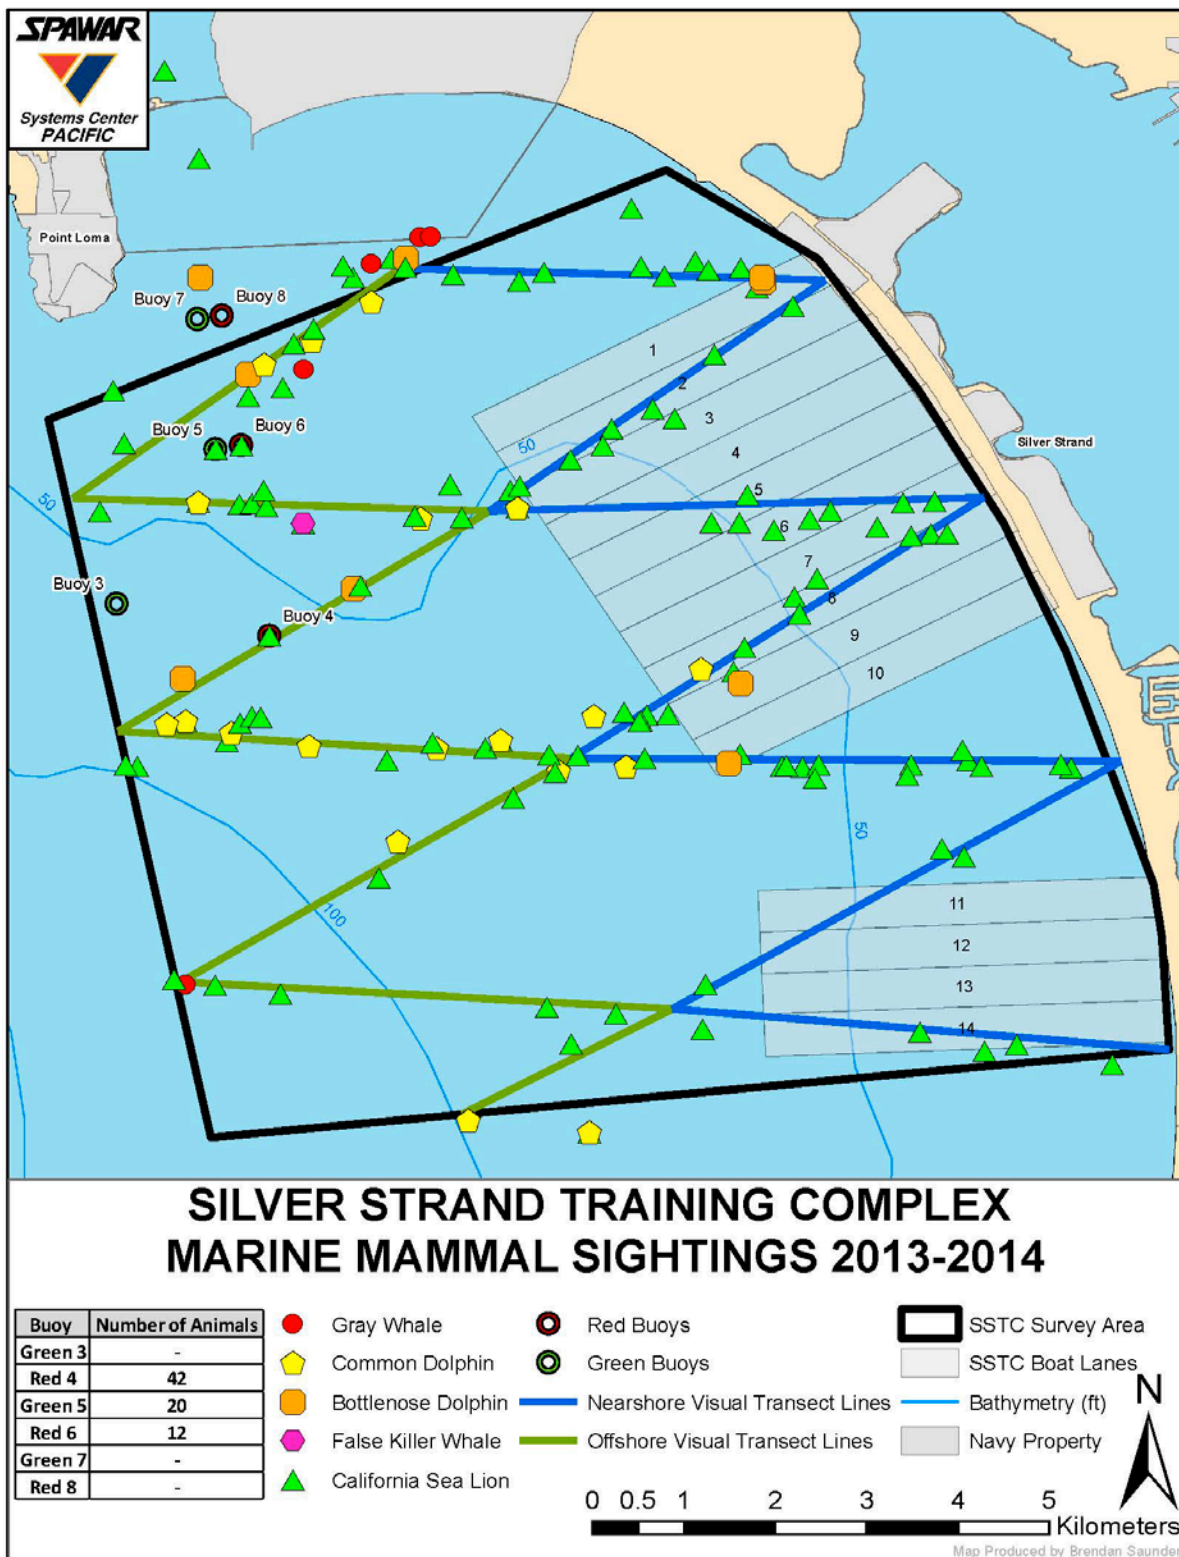 SPAWAR
Systems Center
PACIFIC
Point Loma
Buoy 7
Buoy 8
1
2
3
Silver Strand
Buoy 5
Buoy 6
50
4
50
5
6
7
Buoy 3
8
Buoy 4
9
10
50
11
100
12
13
14
SILVER STRAND TRAINING COMPLEX
MARINE MAMMAL SIGHTINGS 2013-2014
Buoy Number of Animals
Green 3 -
Red 4 42
Green 5 20
Red 6 12
Green 7 -
Red 8 -
Gray Whale
Common Dolphin
Bottlenose Dolphin
False Killer Whale
California Sea Lion
Red Buoys
Green Buoys
Nearshore Visual Transect Lines
Offshore Visual Transect Lines
SSTC Survey Area
SSTC Boat Lanes
Bathymetry (ft)
Navy Property
N
0 0.5 1 2 3 4 5
Kilometers
Map Produced by Brendan Saunder